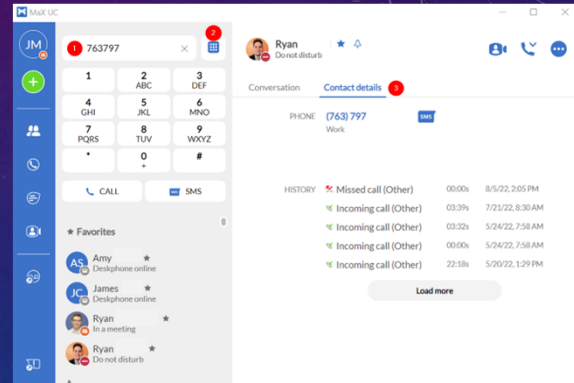 MaX UC
JM
1 763797
2
1
2 ABC
3 DEF
4 GHI
5 JKL
6 MNO
7 PQRS
8 TUV
9 WXYZ
*
0 +
#
CALL
SMS
Favorites
AS Amy
Deskphone online
JC James
Deskphone online
Ryan
In a meeting
Ryan
Do not disturb
Ryan
Do not disturb
Conversation Contact details 3
PHONE (763) 797 SMS
Work
HISTORY Missed call (Other) 00:00s 8/5/22, 2:05 PM
Incoming call (Other) 03:39s 7/21/22, 8:30 AM
Incoming call (Other) 03:32s 5/24/22, 7:58 AM
Incoming call (Other) 00:00s 5/24/22, 7:58 AM
Incoming call (Other) 22:18s 5/20/22, 1:29 PM
Load more